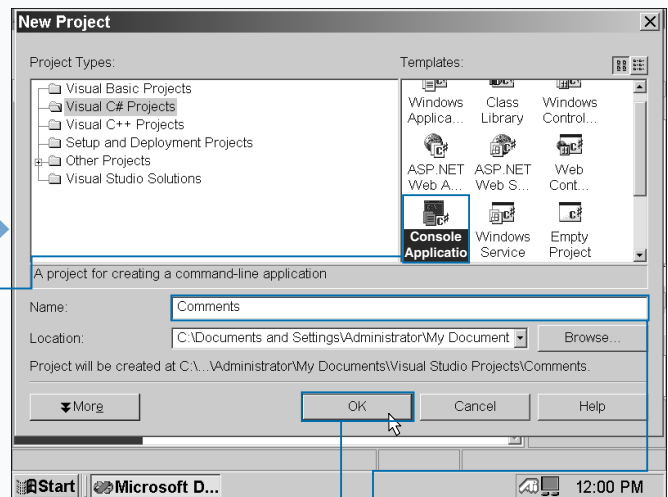 New Project
Project Types:
Visual Basic Projects
Visual C# Projects
Visual C++ Projects
Setup and Deployment Projects
Other Projects
Visual Studio Solutions
Templates:
Windows Applica...
Class Library
Windows Control...
ASP.NET Web A...
ASP.NET Web S...
Web Cont...
Console Applicatio
Windows Service
Empty Project
A project for creating a command-line application
Name:
Comments
Location:
C:\Documents and Settings\Administrator\My Document
Browse...
Project will be created at C:\...\Administrator\My Documents\Visual Studio Projects\Comments.
More
OK
Cancel
Help
Start
Microsoft D...
12:00 PM